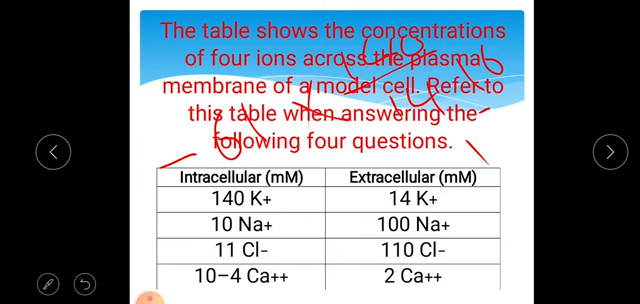 The table shows the concentrations
of four ions across the plasma
membrane of a model cell. Refer to
this table when answering the
following four questions.
Intracellular (mM) Extracellular (mM)
140 K+ 14 K+
10 Na+ 100 Na+
11 Cl− 110 Cl−
10−4 Ca++ 2 Ca++